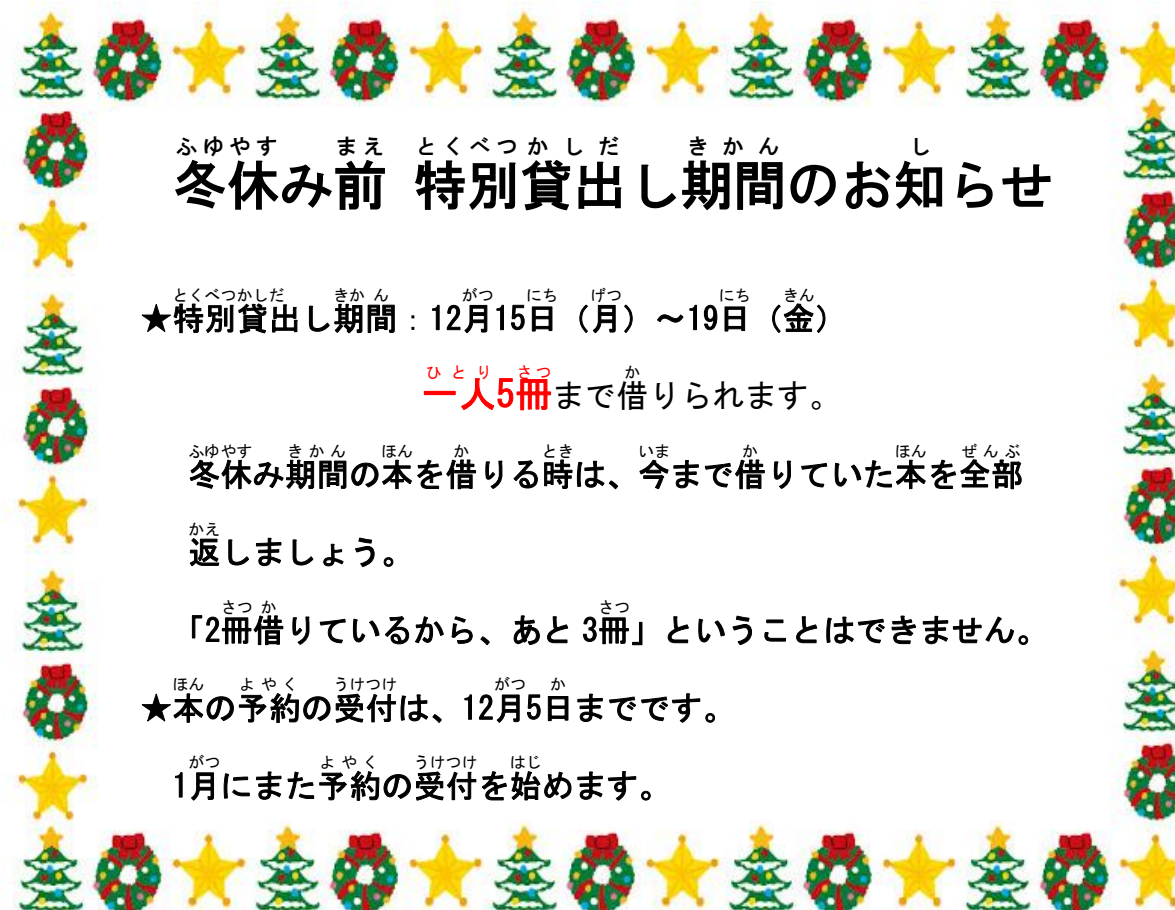 冬休み前 特別貸出し期間のお知らせ
★特別貸出し期間：12月15日（月）～19日（金）
一人5冊まで借りられます。
冬休み期間の本を借りる時は、今まで借りていた本を全部
返しましょう。
「2冊借りているから、あと3冊」ということはできません。
★本の予約の受付は、12月5日までです。
1月にまた予約の受付を始めます。